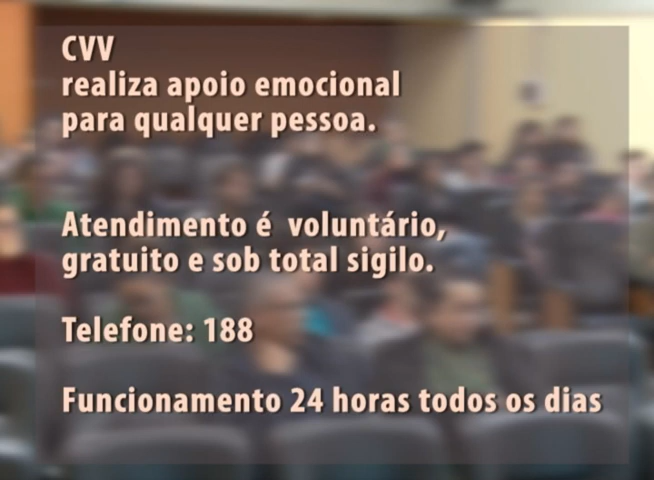 CVV
realiza apoio emocional
para qualquer pessoa.
Atendimento é voluntário,
gratuito e sob total sigilo.
Telefone: 188
Funcionamento 24 horas todos os dias